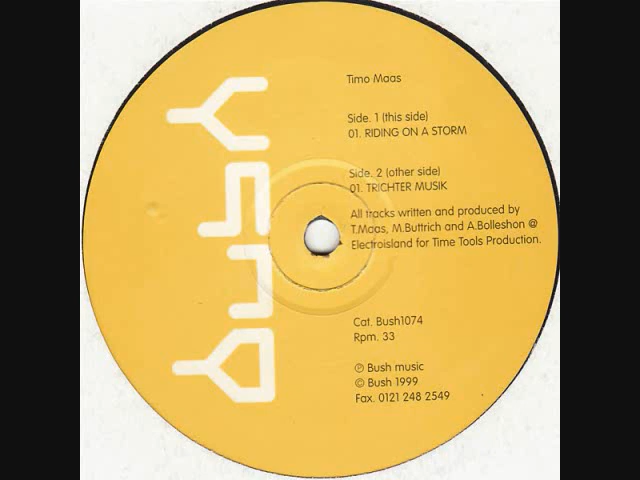 Timo Maas
Side. 1 (this side)
01. RIDING ON A STORM
Side. 2 (other side)
01. TRICHTER MUSIK
All tracks written and produced by
T.Maas, M.Buttrich and A.Bolleshon @
Electroisland for Time Tools Production.
Cat. Bush1074
Rpm. 33
℗ Bush music
© Bush 1999
Fax. 0121 248 2549
bush